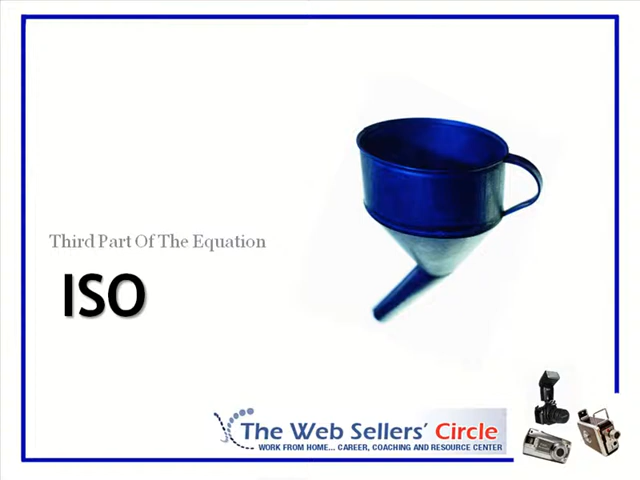 Third Part Of The Equation
ISO
The Web Sellers' Circle
WORK FROM HOME... CAREER, COACHING AND RESOURCE CENTER